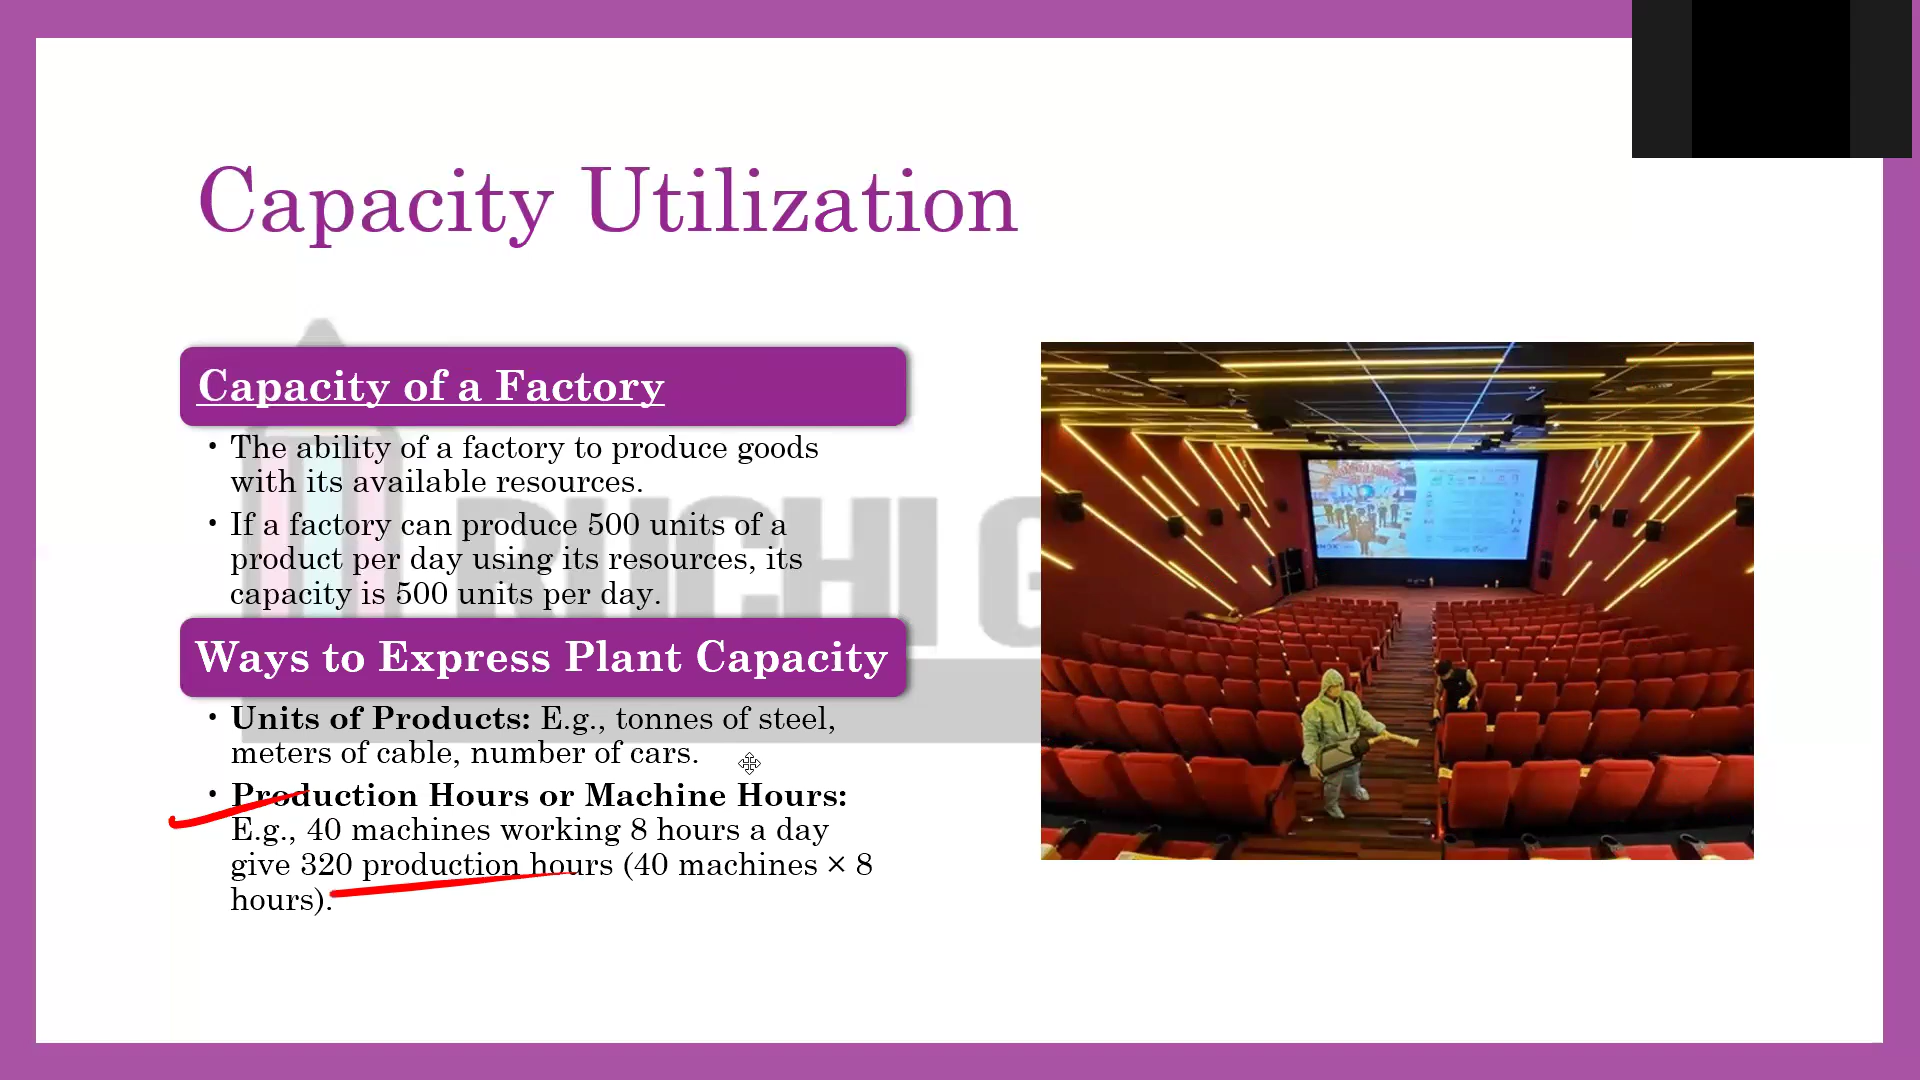 Capacity Utilization
Capacity of a Factory
• The ability of a factory to produce goods
with its available resources.
• If a factory can produce 500 units of a
product per day using its resources, its
capacity is 500 units per day.
Ways to Express Plant Capacity
• Units of Products: E.g., tonnes of steel,
meters of cable, number of cars.
• Production Hours or Machine Hours:
E.g., 40 machines working 8 hours a day
give 320 production hours (40 machines × 8
hours).
RUCHI G
INOX